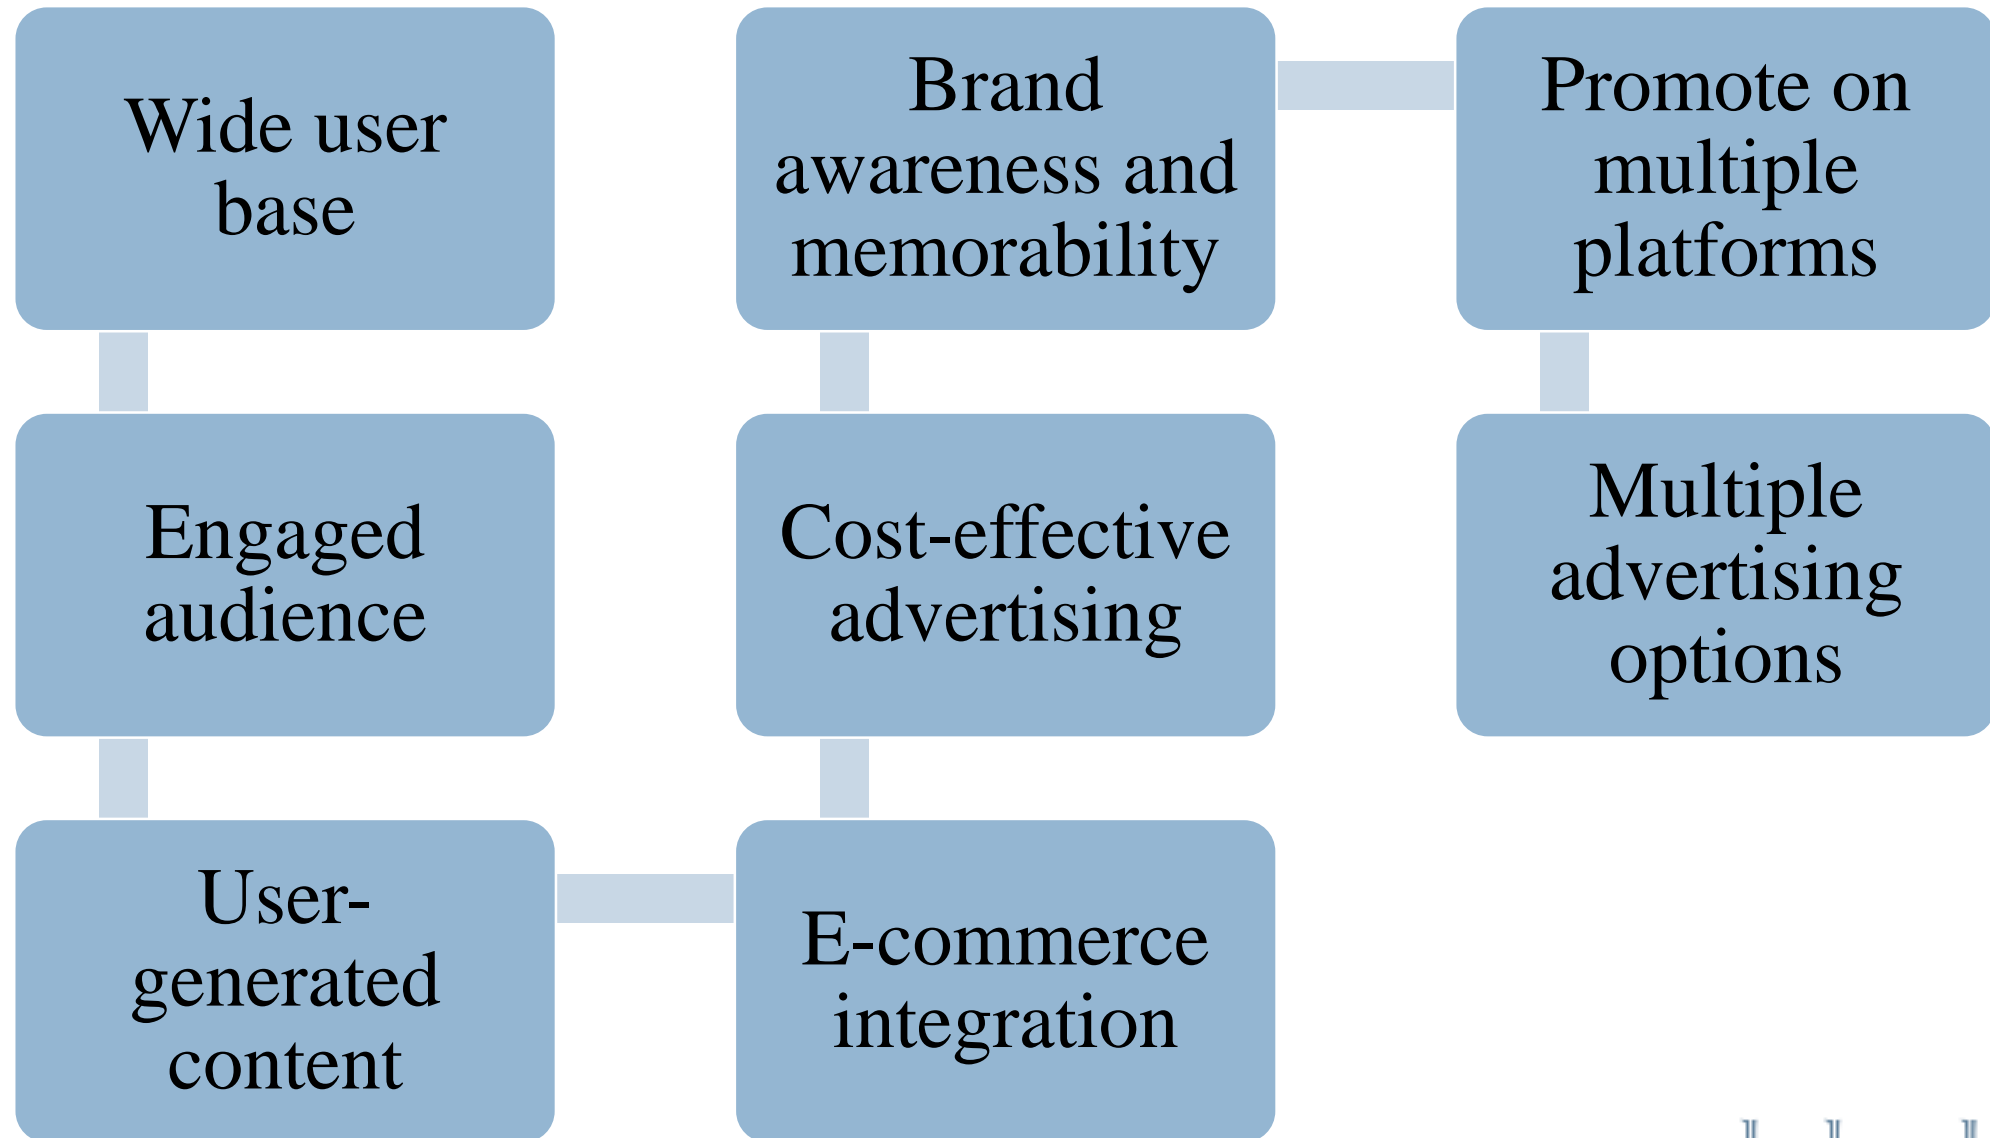 Wide user
base
Engaged
audience
User-
generated
content
E-commerce
integration
Cost-effective
advertising
Brand
awareness and
memorability
Promote on
multiple
platforms
Multiple
advertising
options